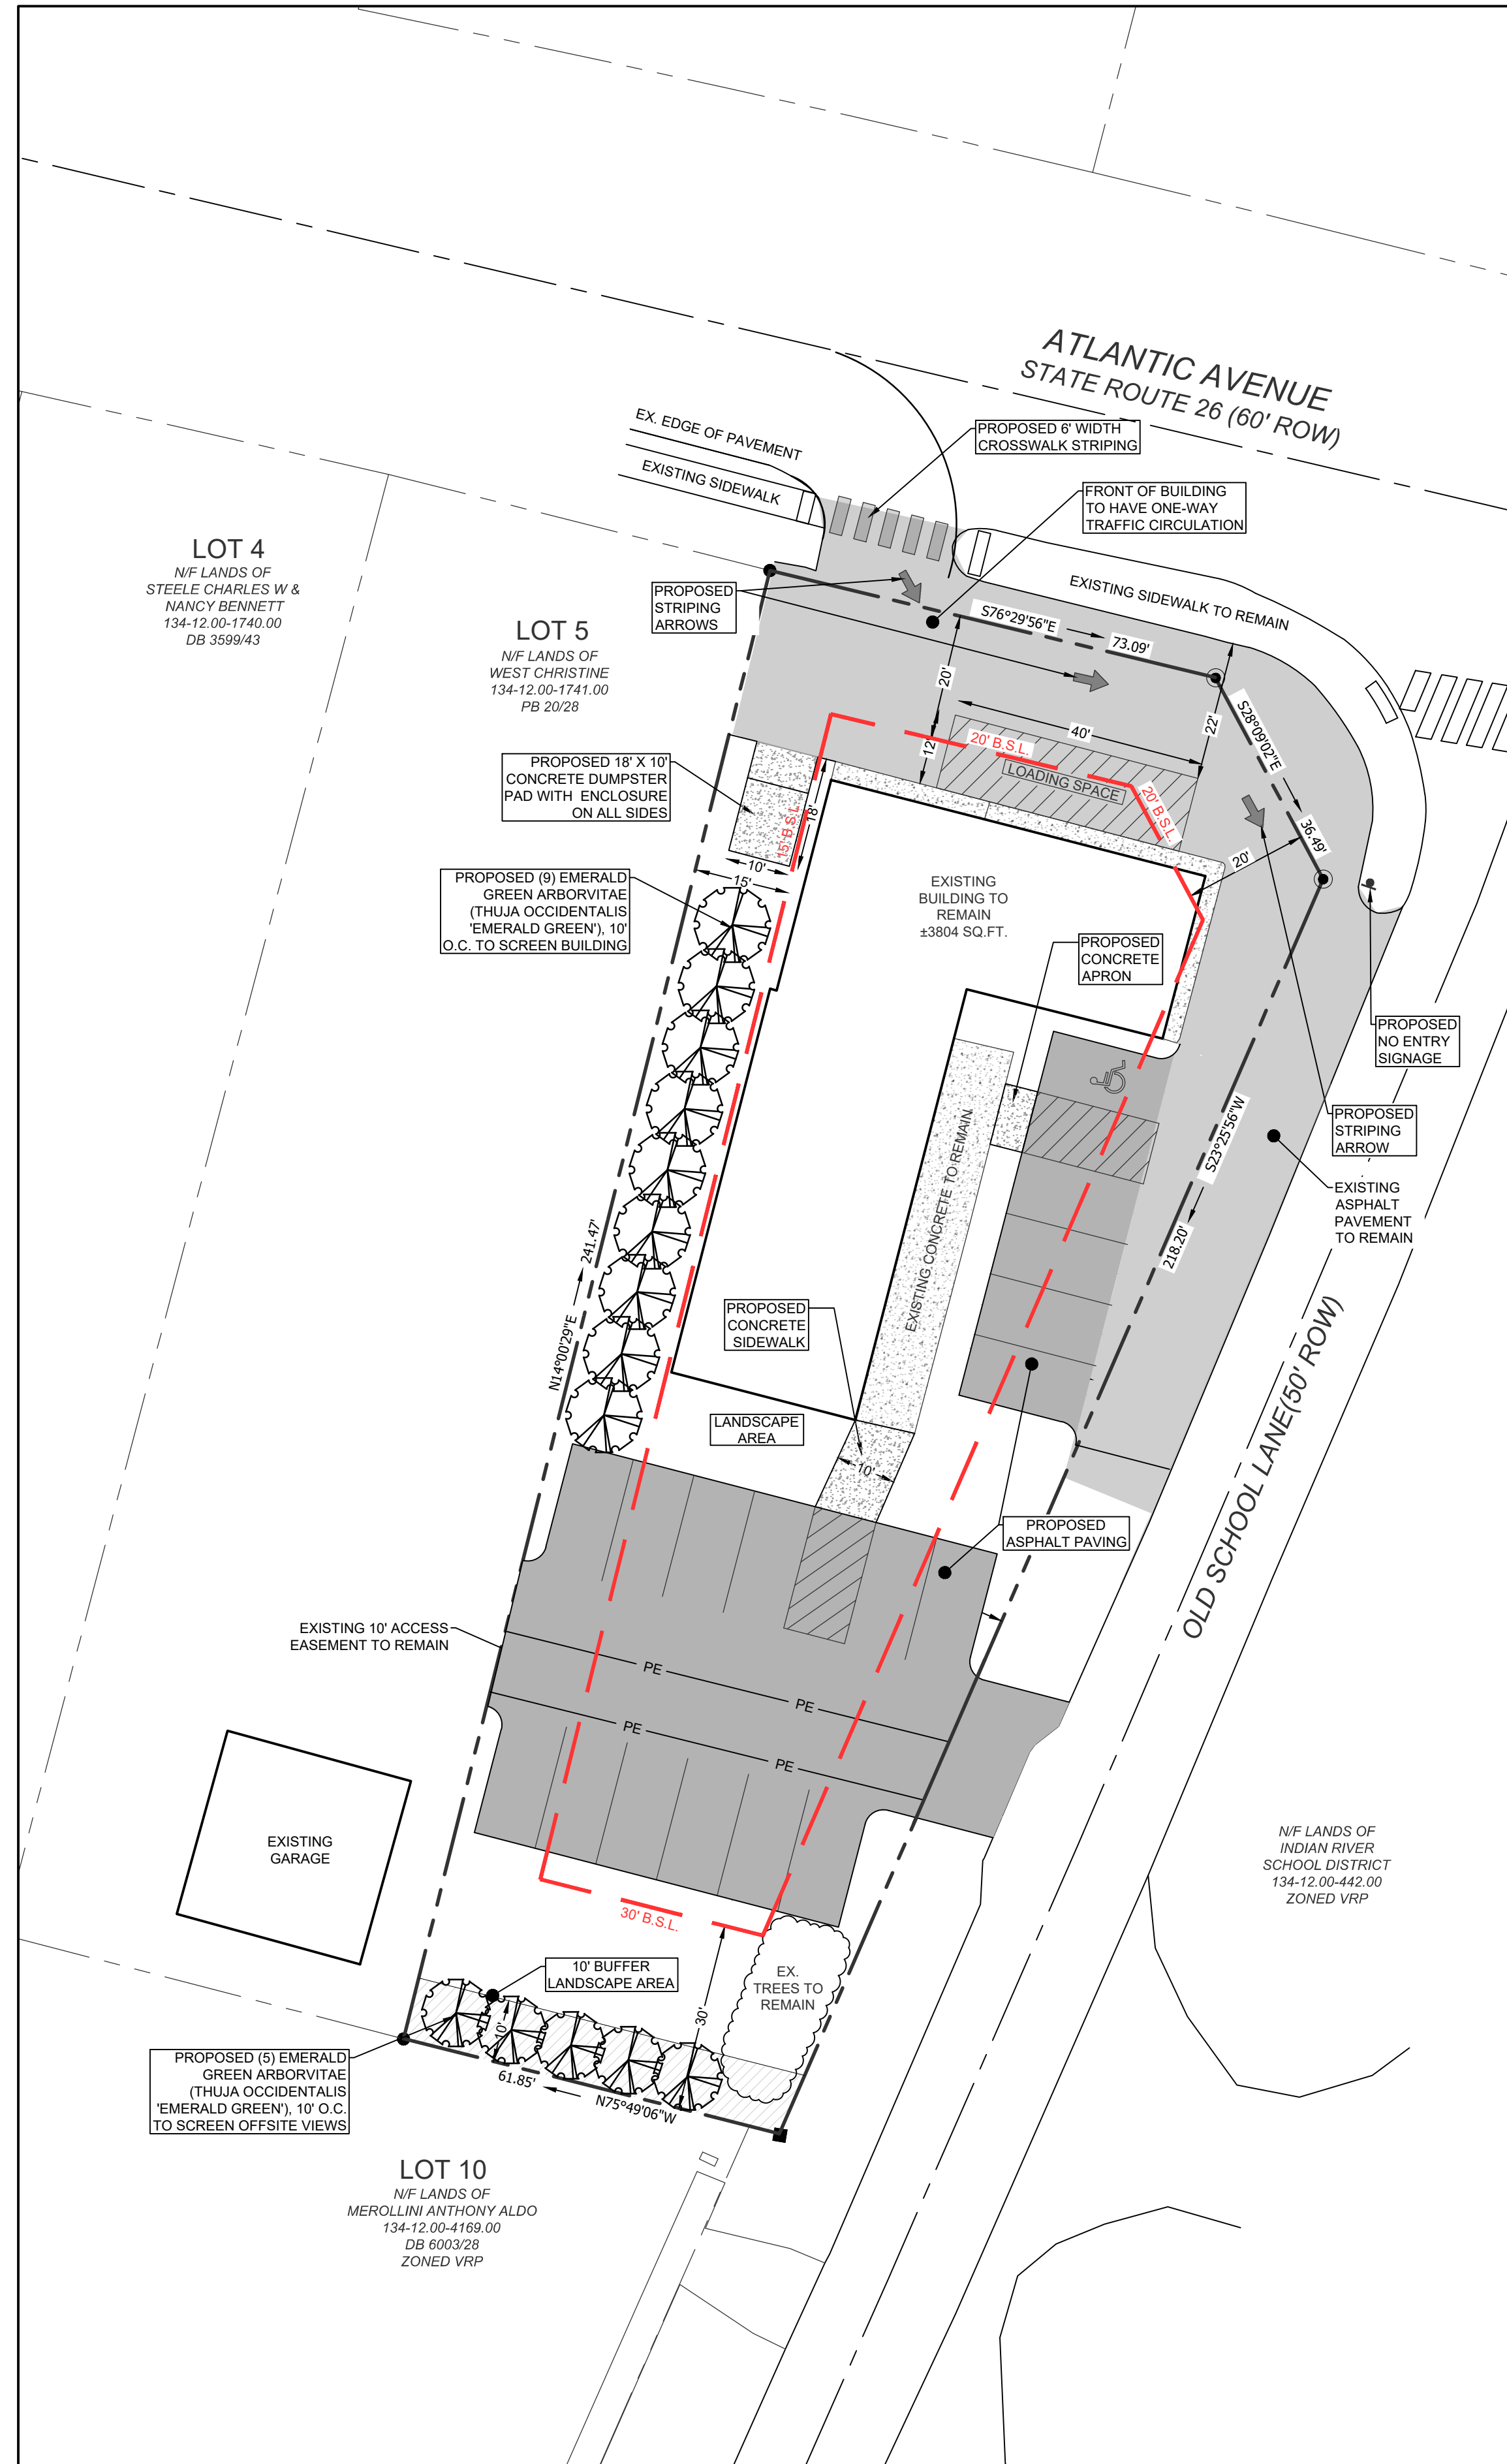 ATLANTIC AVENUE
STATE ROUTE 26 (60' ROW)
EX. EDGE OF PAVEMENT
EXISTING SIDEWALK
PROPOSED 6' WIDTH
CROSSWALK STRIPING
FRONT OF BUILDING
TO HAVE ONE-WAY
TRAFFIC CIRCULATION
LOT 4
N/F LANDS OF
STEELE CHARLES W &
NANCY BENNETT
134-12.00-1740.00
DB 3599/43
PROPOSED
STRIPING
ARROWS
EXISTING SIDEWALK TO REMAIN
S76°29'56"E
73.09'
LOT 5
N/F LANDS OF
WEST CHRISTINE
134-12.00-1741.00
PB 20/28
20'
12'
40'
22'
S28°09'02"E
36.49'
20' B.S.L.
LOADING SPACE
20' B.S.L.
PROPOSED 18' X 10'
CONCRETE DUMPSTER
PAD WITH ENCLOSURE
ON ALL SIDES
15' B.S.L.
18'
10'
15'
20'
PROPOSED (9) EMERALD
GREEN ARBORVITAE
(THUJA OCCIDENTALIS
'EMERALD GREEN'), 10'
O.C. TO SCREEN BUILDING
EXISTING
BUILDING TO
REMAIN
±3804 SQ.FT.
PROPOSED
CONCRETE
APRON
PROPOSED
NO ENTRY
SIGNAGE
PROPOSED
STRIPING
ARROW
EXISTING
ASPHALT
PAVEMENT
TO REMAIN
S23°25'56"W
218.20'
EXISTING CONCRETE TO REMAIN
N14°00'29"E
241.47'
PROPOSED
CONCRETE
SIDEWALK
LANDSCAPE
AREA
10'
PROPOSED
ASPHALT PAVING
OLD SCHOOL LANE(50' ROW)
EXISTING 10' ACCESS
EASEMENT TO REMAIN
PE
PE
PE
PE
EXISTING
GARAGE
N/F LANDS OF
INDIAN RIVER
SCHOOL DISTRICT
134-12.00-442.00
ZONED VRP
30' B.S.L.
10' BUFFER
LANDSCAPE AREA
EX.
TREES TO
REMAIN
30'
10'
PROPOSED (5) EMERALD
GREEN ARBORVITAE
(THUJA OCCIDENTALIS
'EMERALD GREEN'), 10' O.C.
TO SCREEN OFFSITE VIEWS
61.85'
N75°49'06"W
LOT 10
N/F LANDS OF
MEROLLINI ANTHONY ALDO
134-12.00-4169.00
DB 6003/28
ZONED VRP